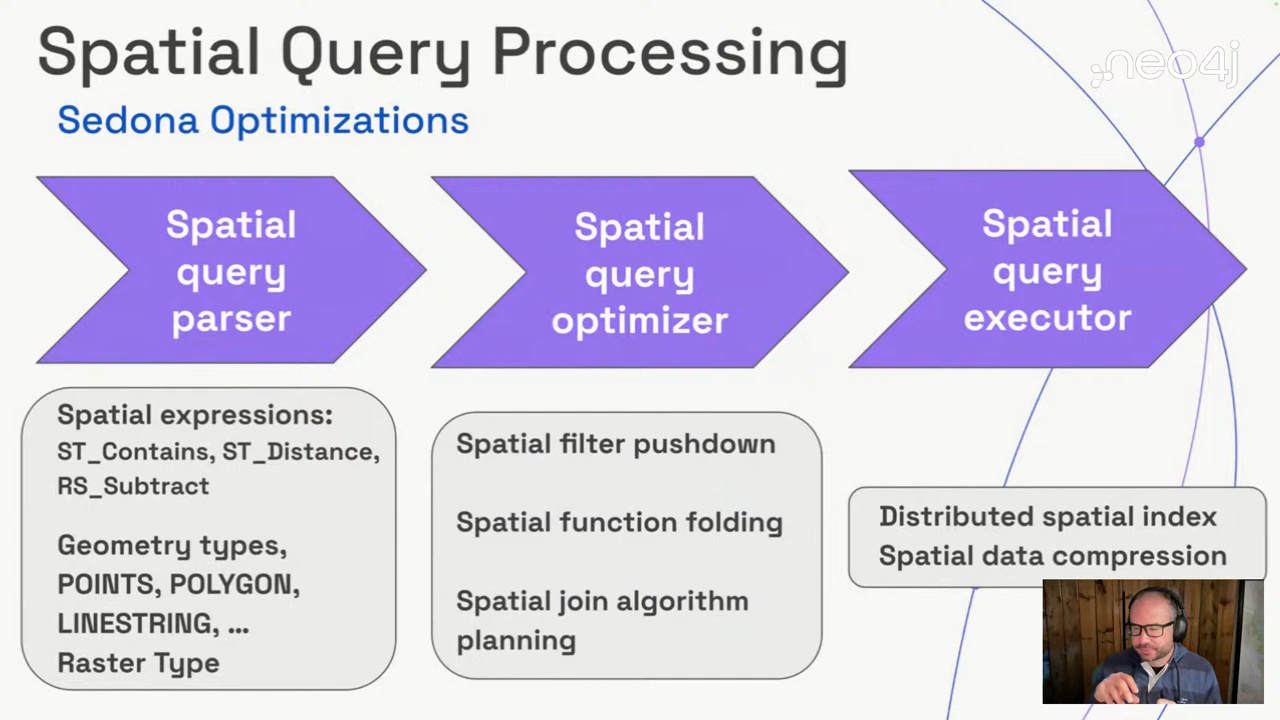 Spatial Query Processing
neo4j
Sedona Optimizations
Spatial
query
parser
Spatial
query
optimizer
Spatial
query
executor
Spatial expressions:
ST_Contains, ST_Distance,
RS_Subtract
Geometry types,
POINTS, POLYGON,
LINESTRING, ...
Raster Type
Spatial filter pushdown
Spatial function folding
Spatial join algorithm
planning
Distributed spatial index
Spatial data compression